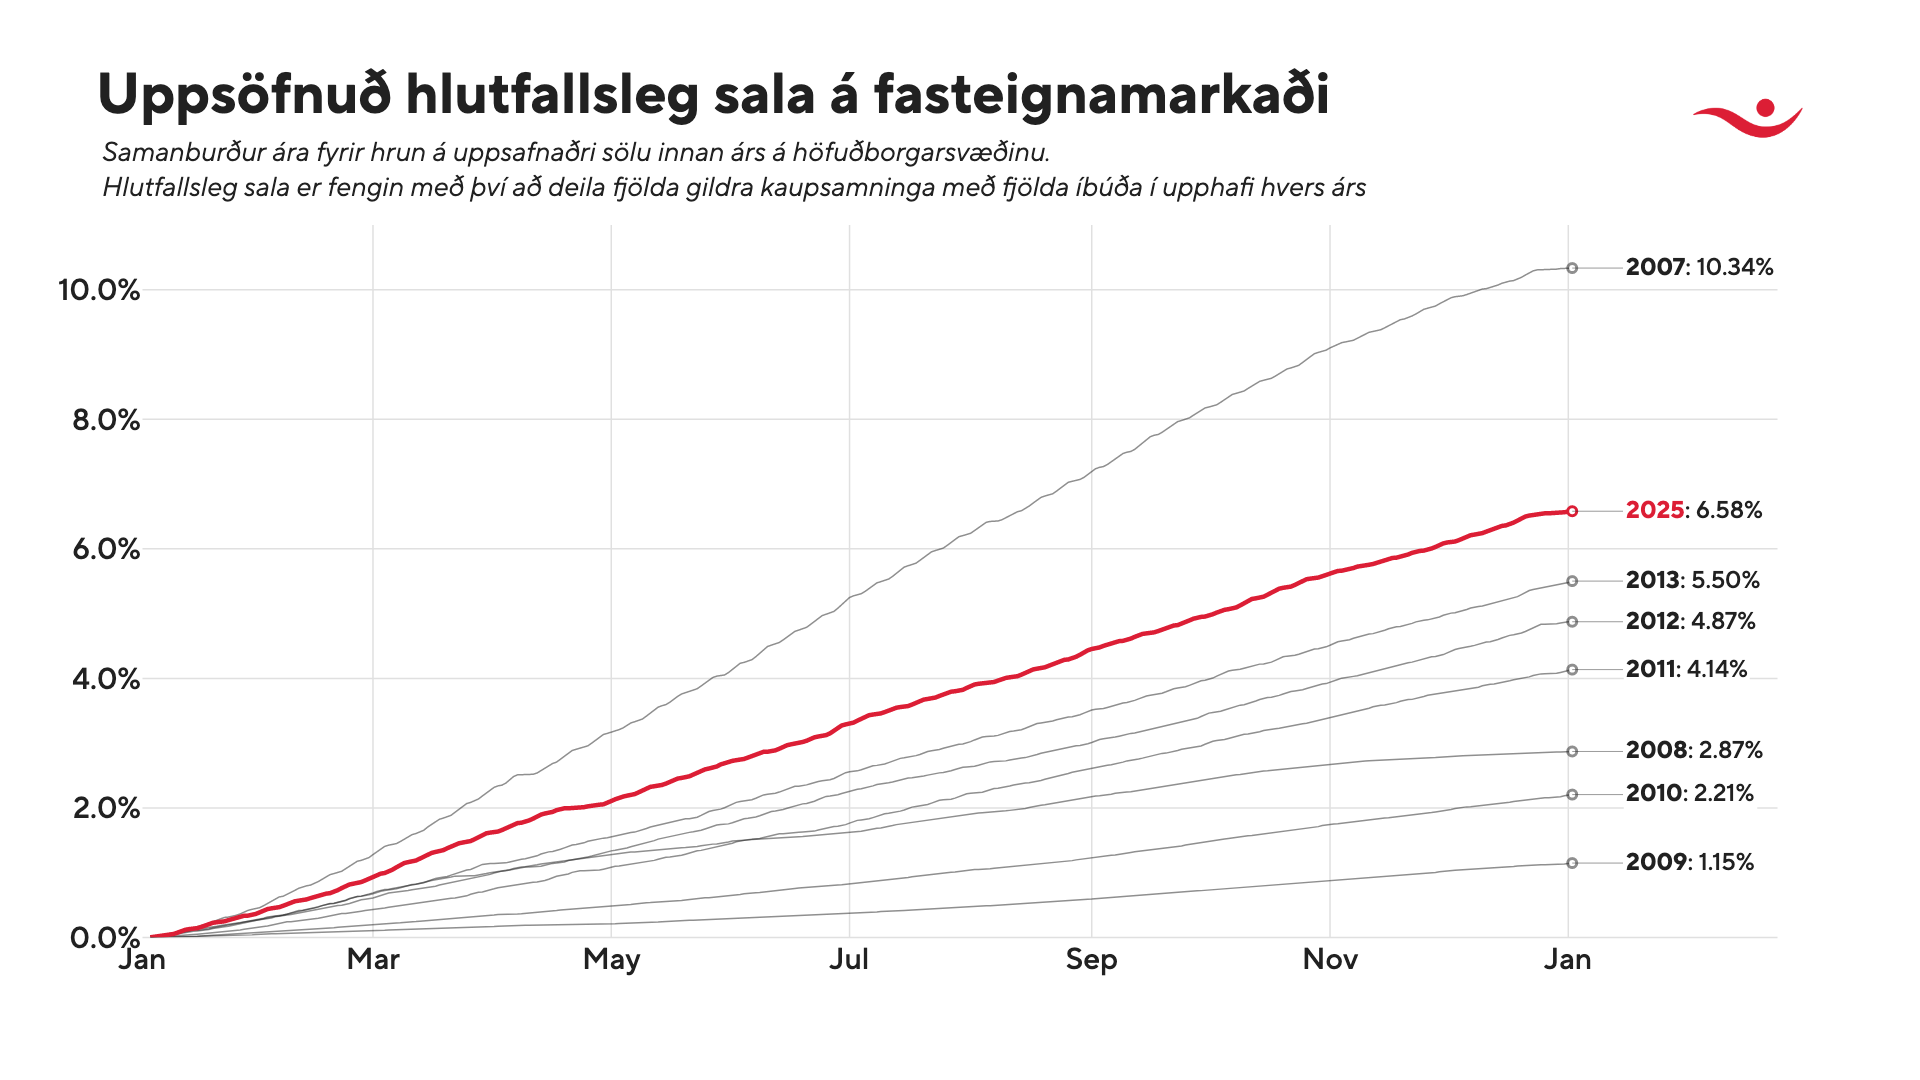 Uppsöfnuð hlutfallsleg sala á fasteignamarkaði
Samanburður ára fyrir hrun á uppsafnaðri sölu innan árs á höfuðborgarsvæðinu.
Hlutfallsleg sala er fengin með því að deila fjölda gildra kaupsamninga með fjölda íbúða í upphafi hvers árs
10.0%
8.0%
6.0%
4.0%
2.0%
0.0%
Jan
Mar
May
Jul
Sep
Nov
Jan
2007: 10.34%
2025: 6.58%
2013: 5.50%
2012: 4.87%
2011: 4.14%
2008: 2.87%
2010: 2.21%
2009: 1.15%